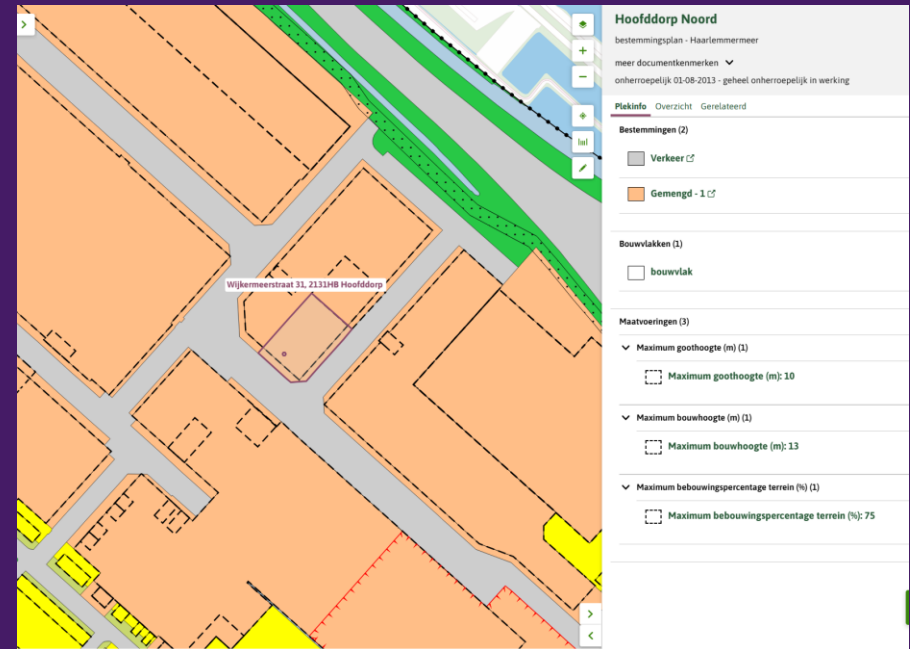 Hoofddorp Noord
bestemmingsplan - Haarlemmermeer
meer documentkenmerken
onherroepelijk 01-08-2013 - geheel onherroepelijk in werking
Plekinfo Overzicht Gerelateerd
Bestemmingen (2)
Verkeer
Gemengd - 1
Bouwvlakken (1)
bouwvlak
Maatvoeringen (3)
Maximum goothoogte (m) (1)
Maximum goothoogte (m): 10
Maximum bouwhoogte (m) (1)
Maximum bouwhoogte (m): 13
Maximum bebouwingspercentage terrein (%) (1)
Maximum bebouwingspercentage terrein (%): 75
Wijkermeerstraat 31, 2131HB Hoofddorp